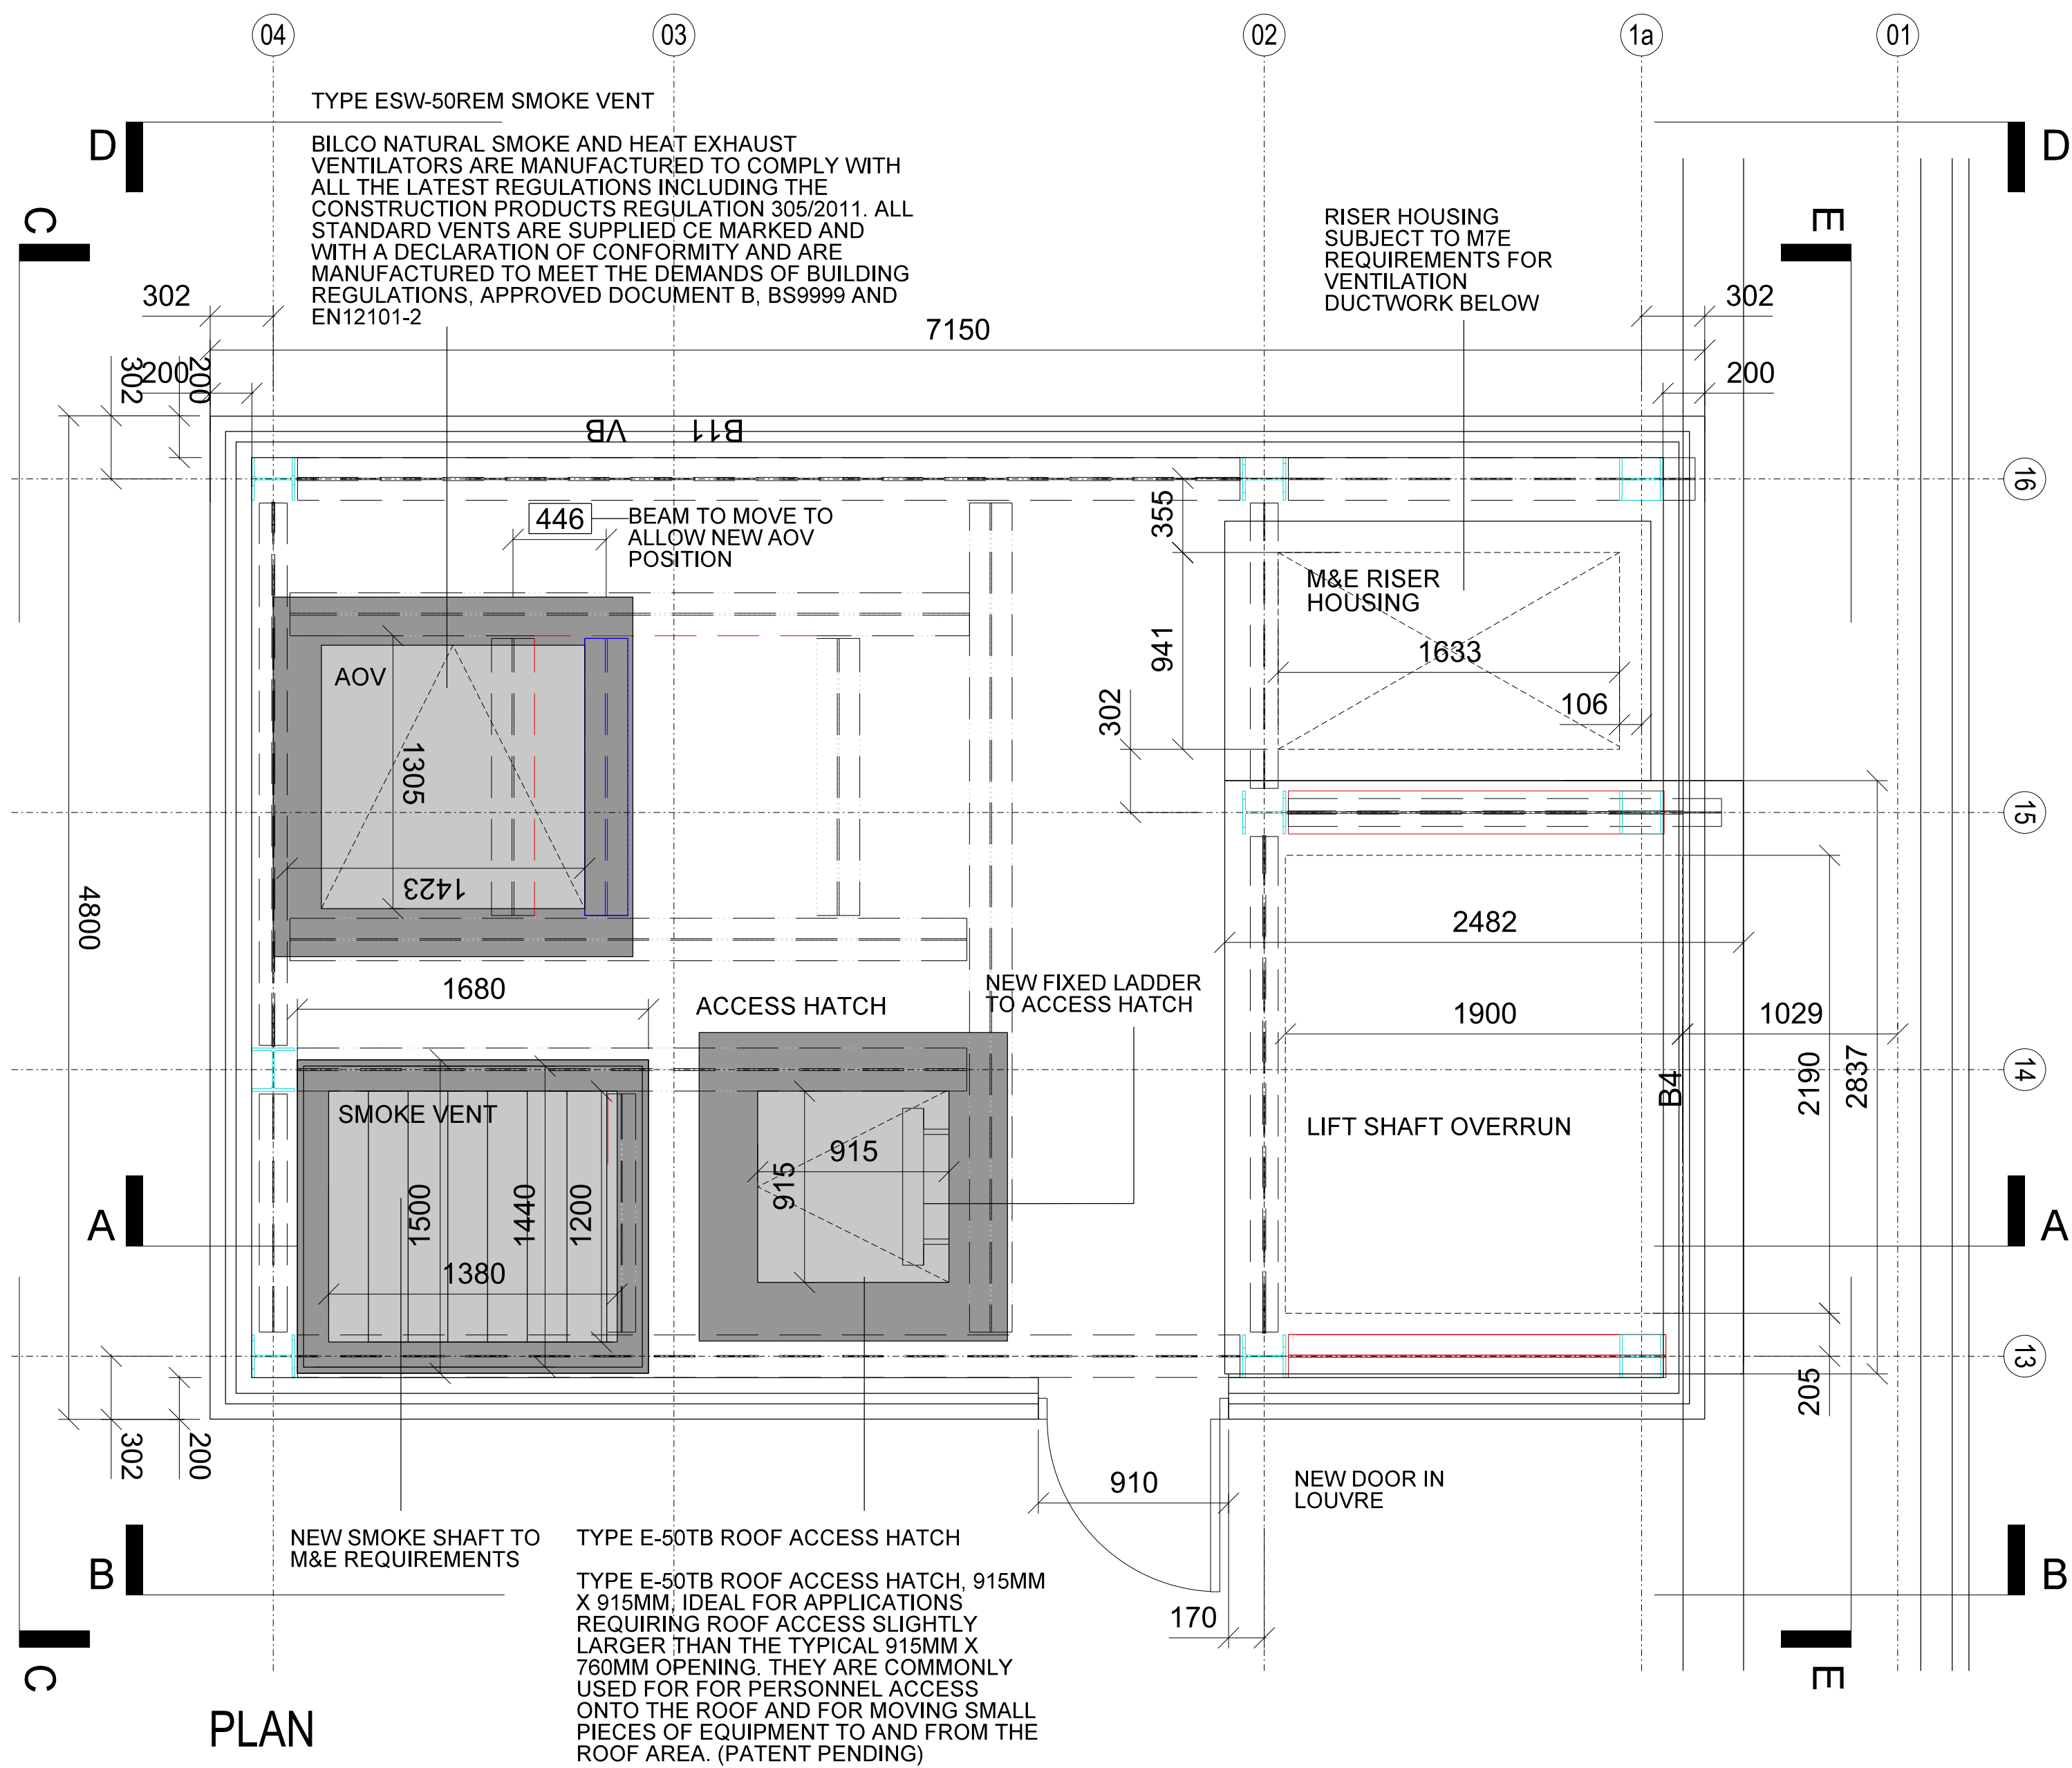 04
03
02
1a
01
TYPE ESW-50REM SMOKE VENT
BILCO NATURAL SMOKE AND HEAT EXHAUST
VENTILATORS ARE MANUFACTURED TO COMPLY WITH
ALL THE LATEST REGULATIONS INCLUDING THE
CONSTRUCTION PRODUCTS REGULATION 305/2011. ALL
STANDARD VENTS ARE SUPPLIED CE MARKED AND
WITH A DECLARATION OF CONFORMITY AND ARE
MANUFACTURED TO MEET THE DEMANDS OF BUILDING
REGULATIONS, APPROVED DOCUMENT B, BS9999 AND
EN12101-2
D
D
C
E
RISER HOUSING
SUBJECT TO M7E
REQUIREMENTS FOR
VENTILATION
DUCTWORK BELOW
302
302
7150
302
200
200
200
VB
B11
16
446
BEAM TO MOVE TO
ALLOW NEW AOV
POSITION
355
M&E RISER
HOUSING
941
1633
106
302
AOV
1305
1423
15
4800
2482
1680
ACCESS HATCH
NEW FIXED LADDER
TO ACCESS HATCH
1900
1029
2190
2837
14
B4
SMOKE VENT
LIFT SHAFT OVERRUN
915
915
1500
1440
1200
1380
A
A
13
205
302
200
910
NEW DOOR IN
LOUVRE
NEW SMOKE SHAFT TO
M&E REQUIREMENTS
TYPE E-50TB ROOF ACCESS HATCH
TYPE E-50TB ROOF ACCESS HATCH, 915MM
X 915MM, IDEAL FOR APPLICATIONS
REQUIRING ROOF ACCESS SLIGHTLY
LARGER THAN THE TYPICAL 915MM X
760MM OPENING. THEY ARE COMMONLY
USED FOR FOR PERSONNEL ACCESS
ONTO THE ROOF AND FOR MOVING SMALL
PIECES OF EQUIPMENT TO AND FROM THE
ROOF AREA. (PATENT PENDING)
170
B
B
C
E
PLAN